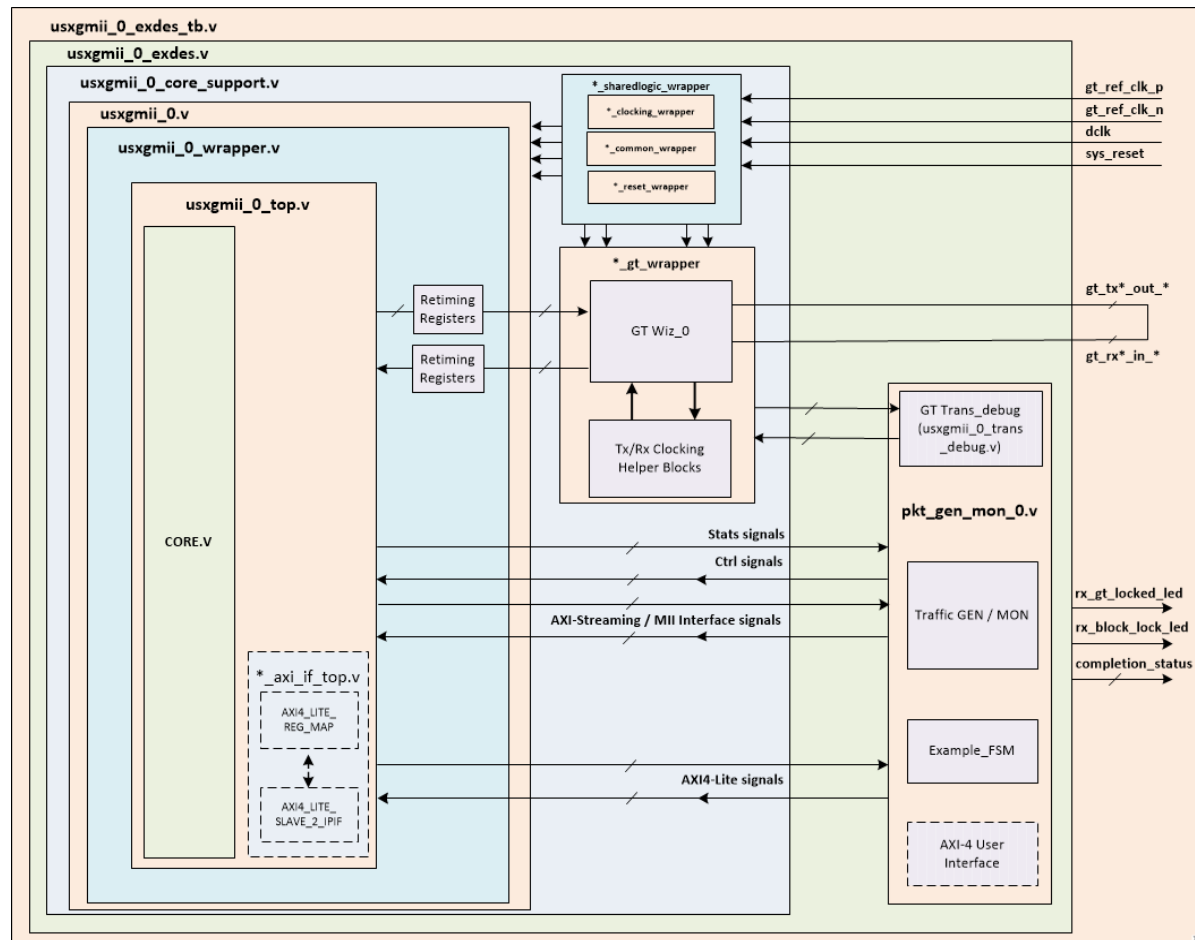 usxgmii_0_exdes_tb.v
usxgmii_0_exdes.v
usxgmii_0_core_support.v
usxgmii_0.v
usxgmii_0_wrapper.v
usxgmii_0_top.v
CORE.V
*_axi_if_top.v
AXI4_LITE_
REG_MAP
AXI4_LITE_
SLAVE_2_IPIF
Retiming
Registers
Retiming
Registers
*_sharedlogic_wrapper
*_clocking_wrapper
*_common_wrapper
*_reset_wrapper
*_gt_wrapper
GT Wiz_0
Tx/Rx Clocking
Helper Blocks
Stats signals
Ctrl signals
AXI-Streaming / MII Interface signals
AXI4-Lite signals
GT Trans_debug
(usxgmii_0_trans
_debug.v)
pkt_gen_mon_0.v
Traffic GEN / MON
Example_FSM
AXI-4 User
Interface
gt_ref_clk_p
gt_ref_clk_n
dclk
sys_reset
gt_tx*_out_*
gt_rx*_in_*
rx_gt_locked_led
rx_block_lock_led
completion_status